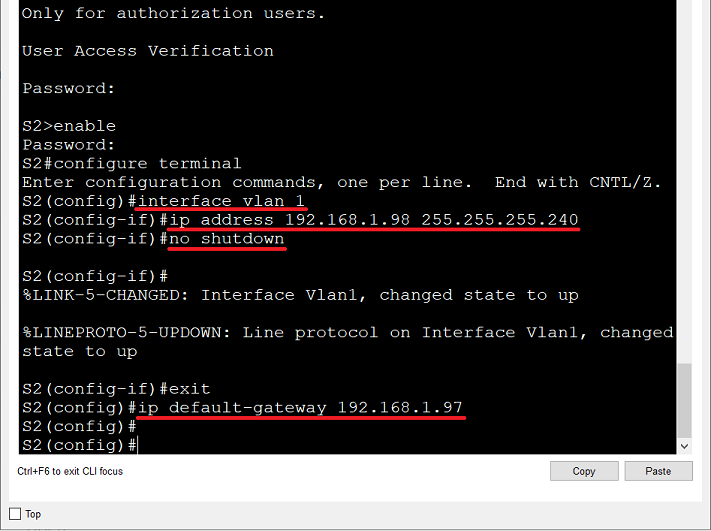 Only for authorization users.
User Access Verification
Password:
S2>enable
Password:
S2#configure terminal
Enter configuration commands, one per line.  End with CNTL/Z.
S2(config)#interface vlan 1
S2(config-if)#ip address 192.168.1.98 255.255.255.240
S2(config-if)#no shutdown
S2(config-if)#
%LINK-5-CHANGED: Interface Vlan1, changed state to up
%LINEPROTO-5-UPDOWN: Line protocol on Interface Vlan1, changed
state to up
S2(config-if)#exit
S2(config)#ip default-gateway 192.168.1.97
S2(config)#
S2(config)#
Ctrl+F6 to exit CLI focus
Copy
Paste
Top